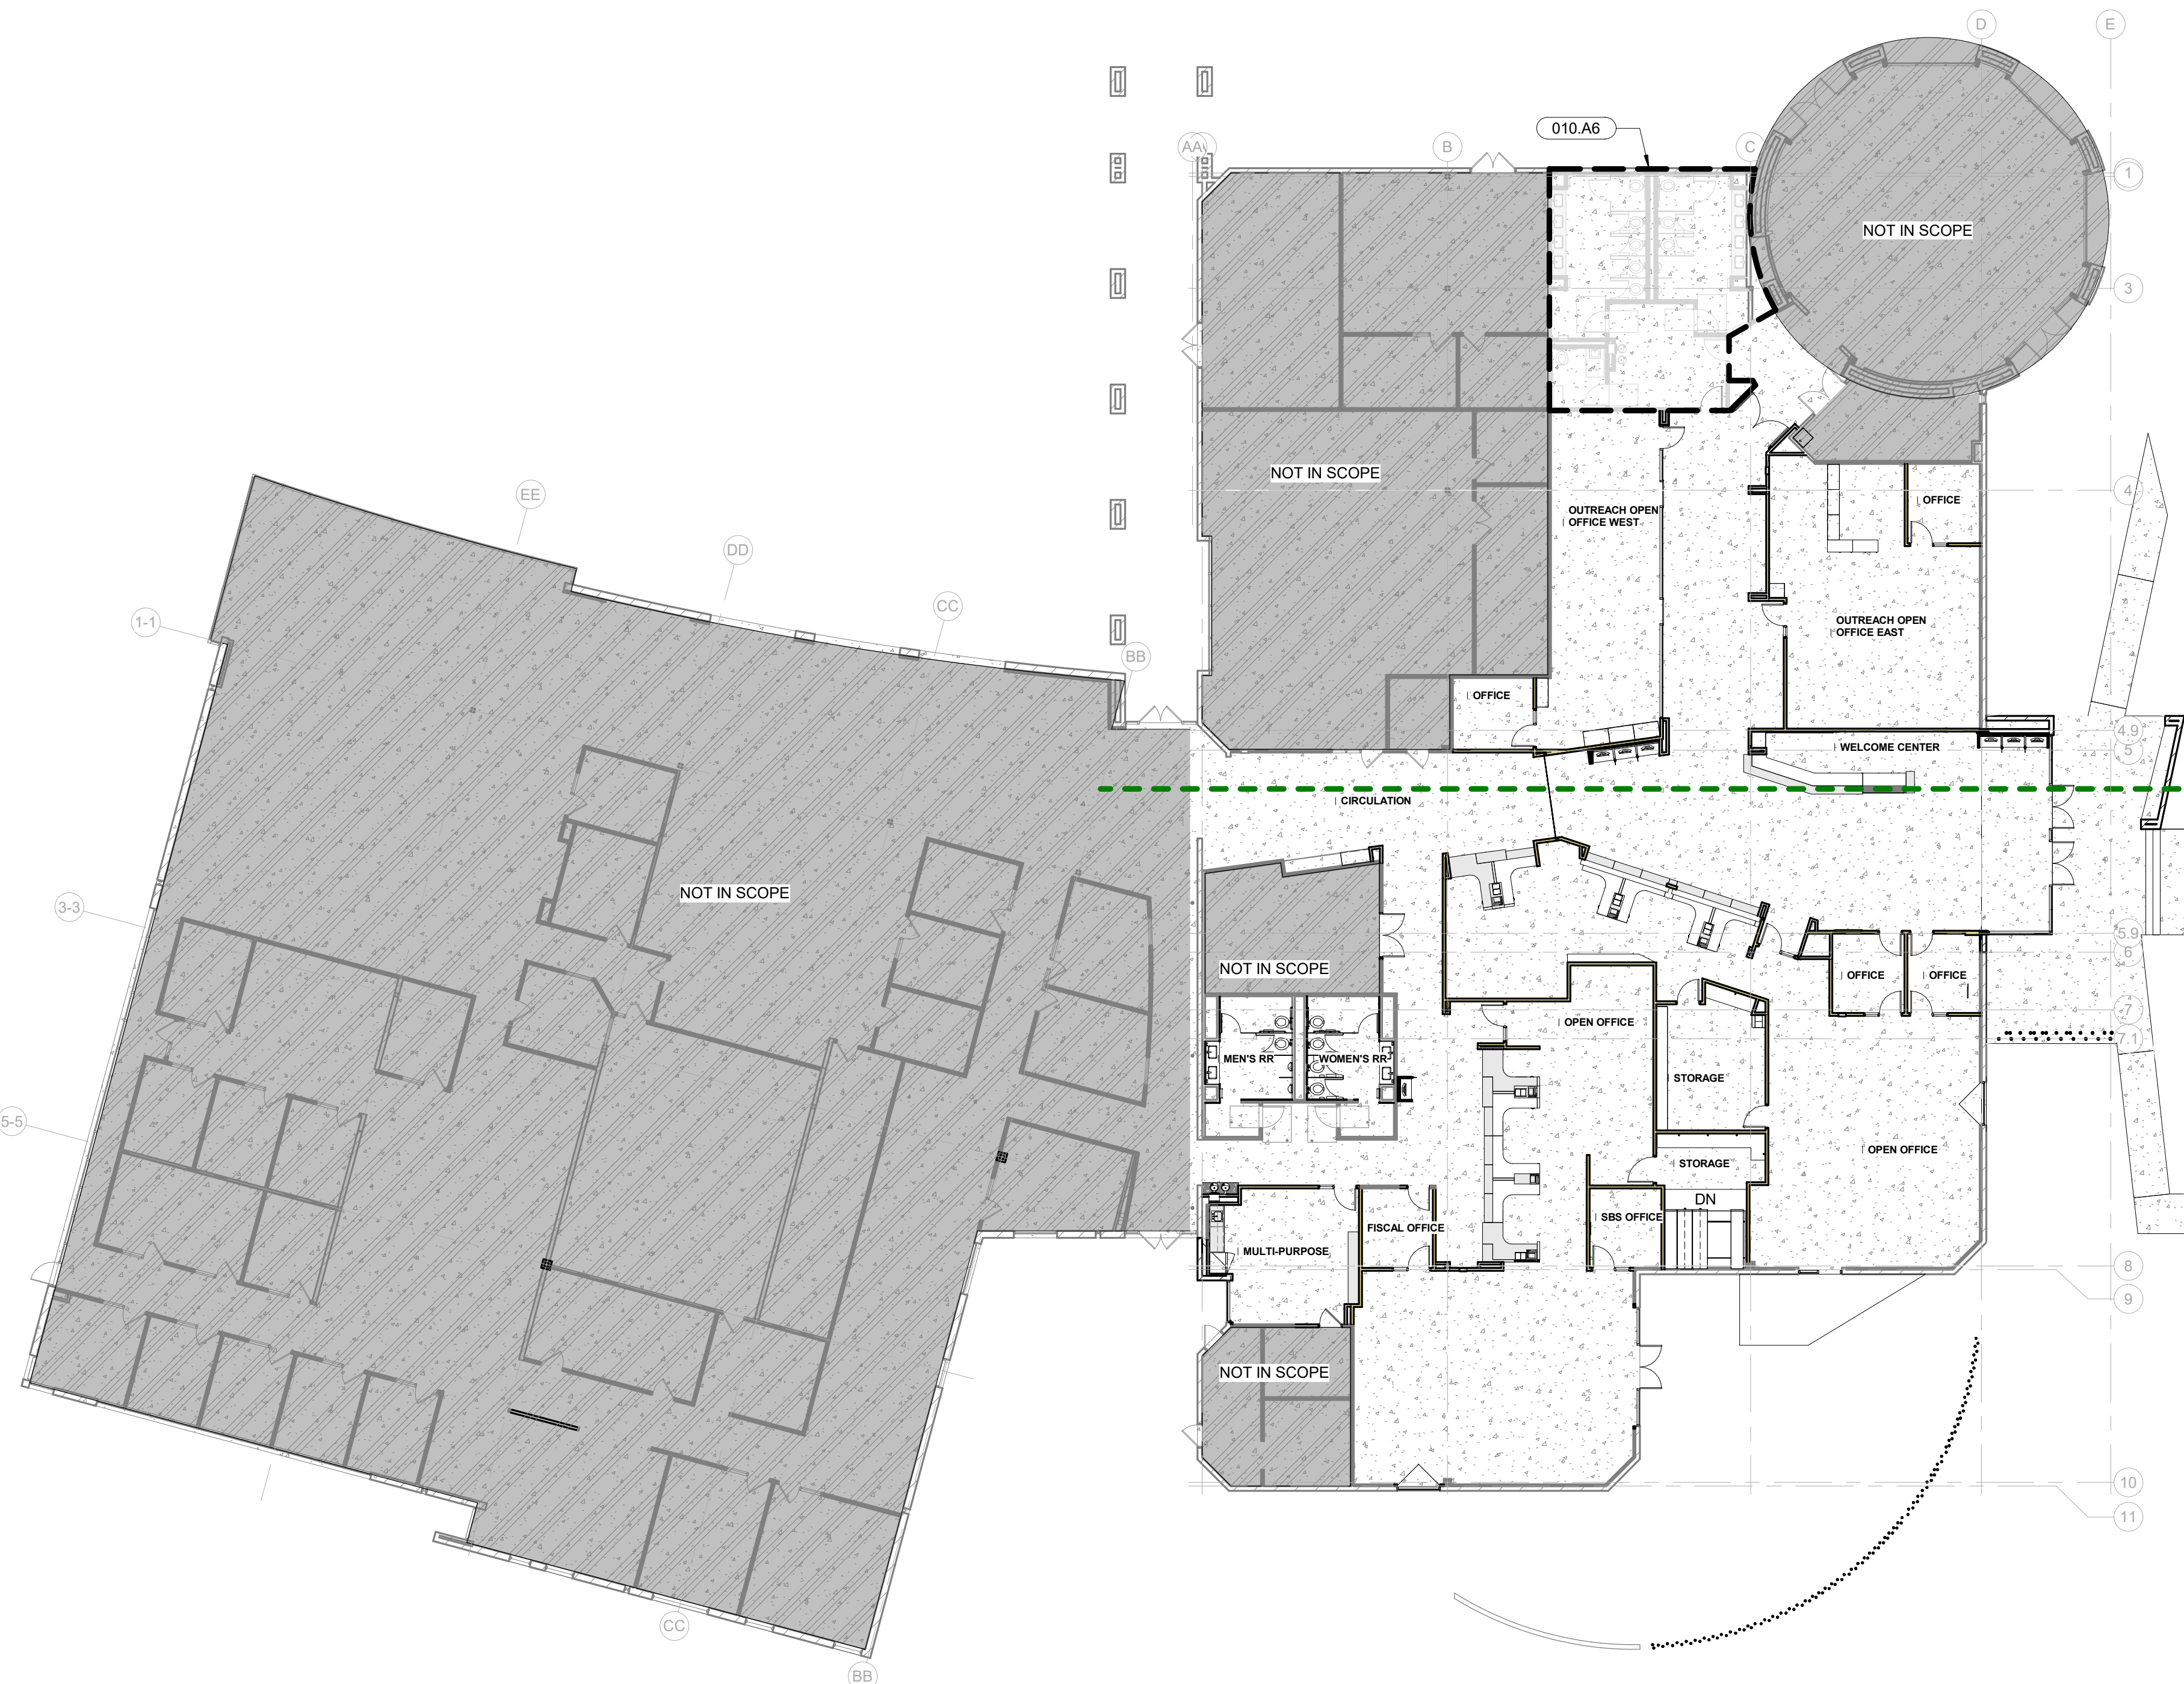 D
E
010.A6
AA
B
C
1
NOT IN SCOPE
3
NOT IN SCOPE
4
EE
OFFICE
OUTREACH OPEN
OFFICE WEST
DD
CC
1-1
OUTREACH OPEN
OFFICE EAST
BB
OFFICE
4.9
5
WELCOME CENTER
CIRCULATION
NOT IN SCOPE
3-3
5.9
6
NOT IN SCOPE
OFFICE
OFFICE
7
OPEN OFFICE
7.1
MEN'S RR
WOMEN'S RR
STORAGE
5-5
OPEN OFFICE
STORAGE
DN
SBS OFFICE
FISCAL OFFICE
MULTI-PURPOSE
8
9
NOT IN SCOPE
10
11
CC
BB